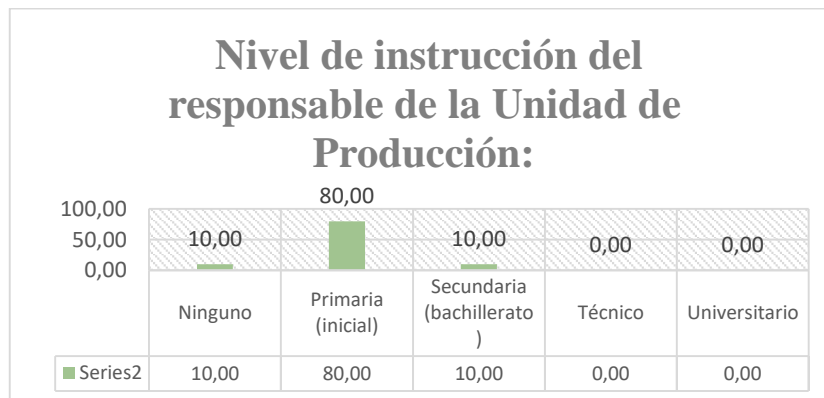 Nivel de instrucción del
responsable de la Unidad de
Producción:
100,00
50,00
0,00
10,00
80,00
10,00
0,00
0,00
Ninguno
Primaria
(inicial)
Secundaria
(bachillerato
)
Técnico
Universitario
Series2 10,00 80,00 10,00 0,00 0,00